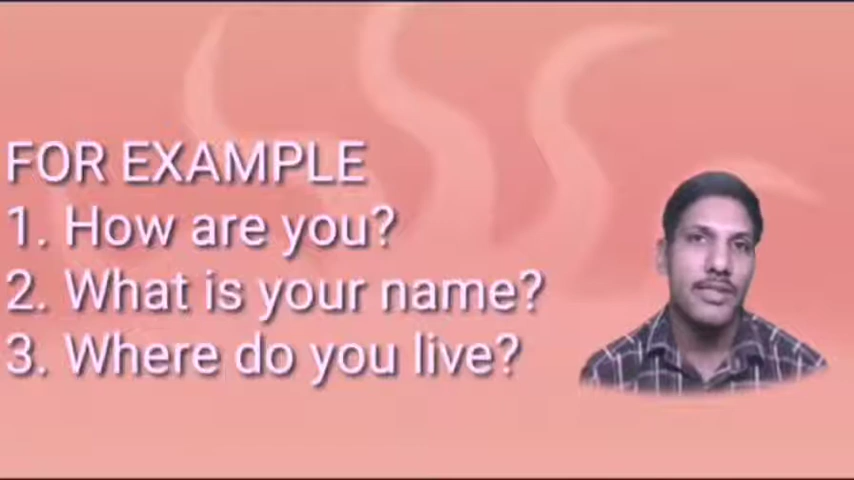 FOR EXAMPLE
1. How are you?
2. What is your name?
3. Where do you live?